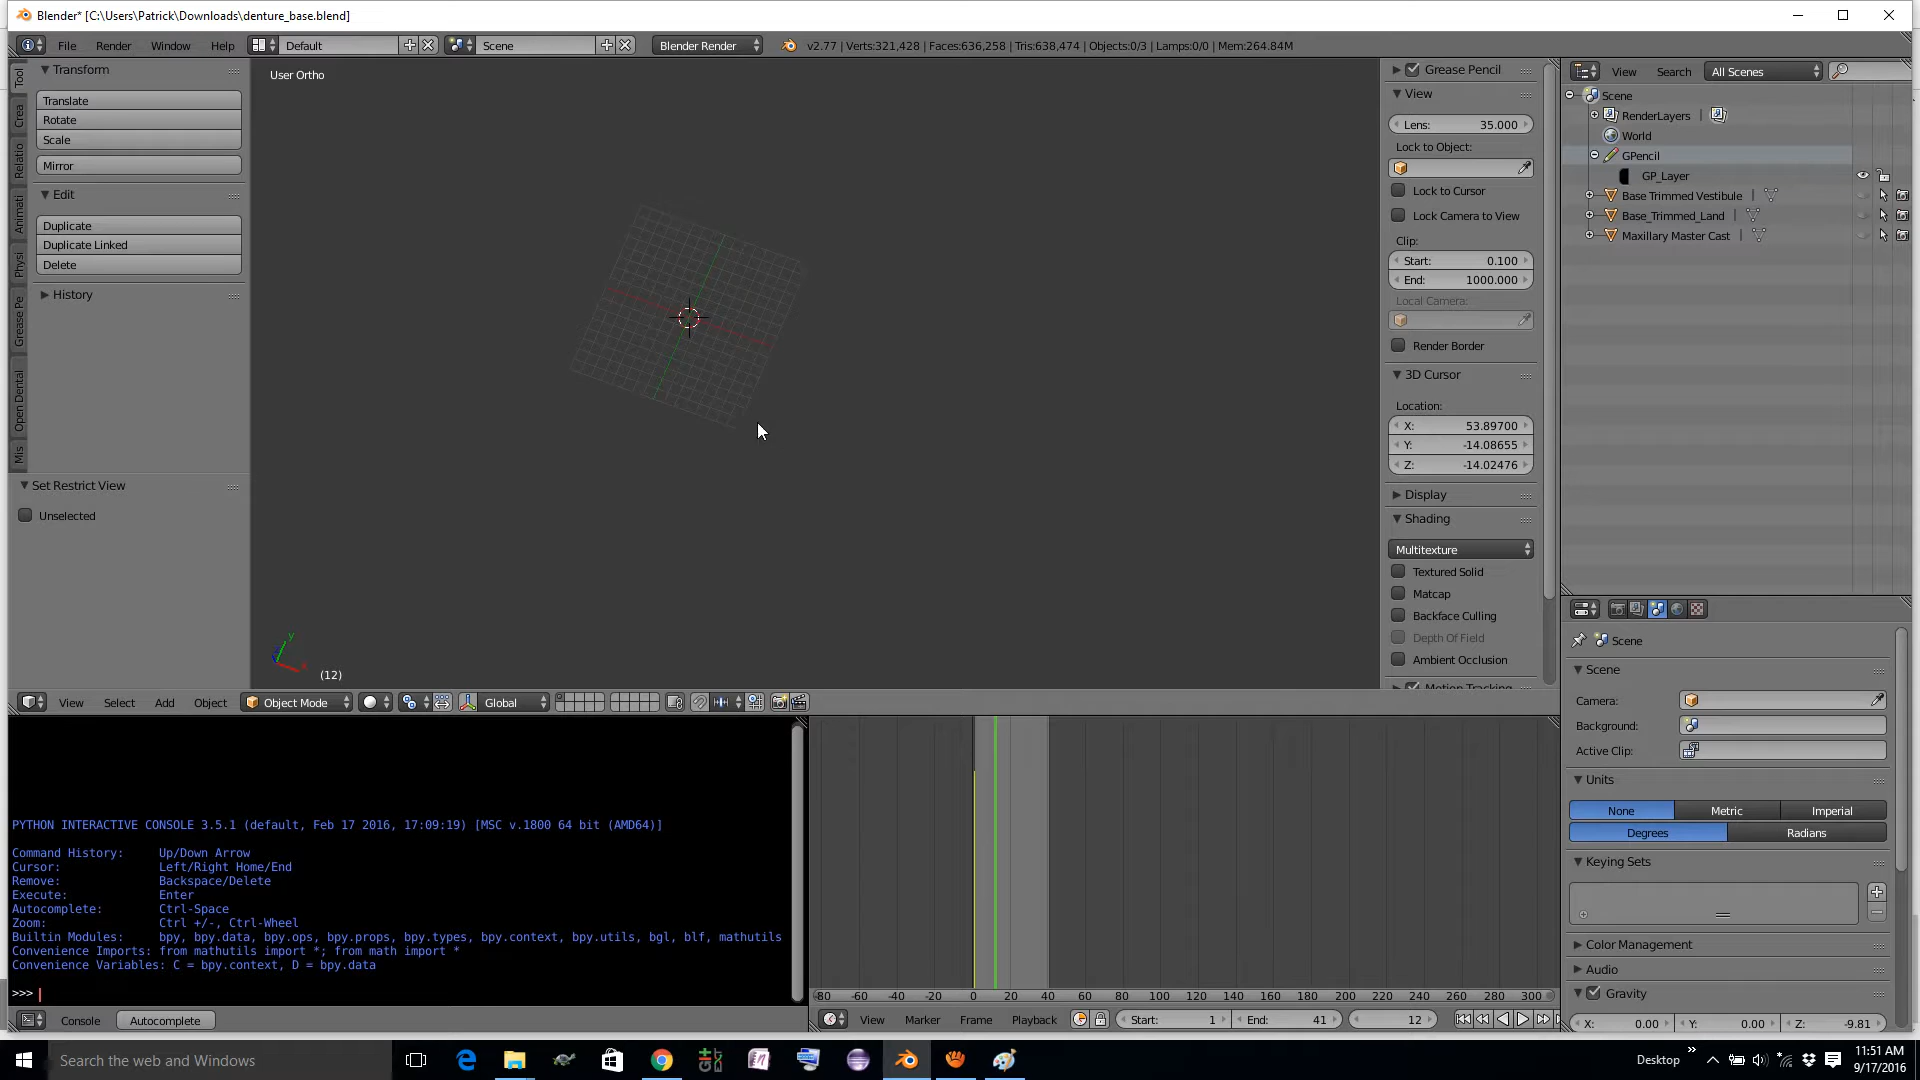 Blender* [C:\Users\Patrick\Downloads\denture_base.blend]
File Render Window Help Default Scene Blender Render v2.77 | Verts:321,428 | Faces:636,258 | Tris:638,474 | Objects:0/3 | Lamps:0/0 | Mem:264.84M
Tool
Crea
Relatio
Animati
Physi
Grease Pe
Open Dental
Mis
Transform
Translate
Rotate
Scale
Mirror
Edit
Duplicate
Duplicate Linked
Delete
History
Set Restrict View
Unselected
User Ortho
y
x
(12)
Grease Pencil
View
Lens: 35.000
Lock to Object:
Lock to Cursor
Lock Camera to View
Clip:
Start: 0.100
End: 1000.000
Local Camera:
Render Border
3D Cursor
Location:
X: 53.89700
Y: -14.08655
Z: -14.02476
Display
Shading
Multitexture
Textured Solid
Matcap
Backface Culling
Depth Of Field
Ambient Occlusion
Motion Tracking
View Search All Scenes
Scene
RenderLayers |
World
GPencil
GP_Layer
Base Trimmed Vestibule
Base_Trimmed_Land
Maxillary Master Cast
Scene
Scene
Camera:
Background:
Active Clip:
Units
None Metric Imperial
Degrees Radians
Keying Sets
Color Management
Audio
Gravity
X: 0.00 Y: 0.00 Z: -9.81
View Select Add Object Object Mode Global
PYTHON INTERACTIVE CONSOLE 3.5.1 (default, Feb 17 2016, 17:09:19) [MSC v.1800 64 bit (AMD64)]
Command History: Up/Down Arrow
Cursor: Left/Right Home/End
Remove: Backspace/Delete
Execute: Enter
Autocomplete: Ctrl-Space
Zoom: Ctrl +/-, Ctrl-Wheel
Builtin Modules: bpy, bpy.data, bpy.ops, bpy.props, bpy.types, bpy.context, bpy.utils, bgl, blf, mathutils
Convenience Imports: from mathutils import *; from math import *
Convenience Variables: C = bpy.context, D = bpy.data
>>>
Console Autocomplete
-80 -60 -40 -20 0 20 40 60 80 100 120 140 160 180 200 220 240 260 280 300
View Marker Frame Playback Start: 1 End: 41 12
Search the web and Windows
Desktop
11:51 AM
9/17/2016